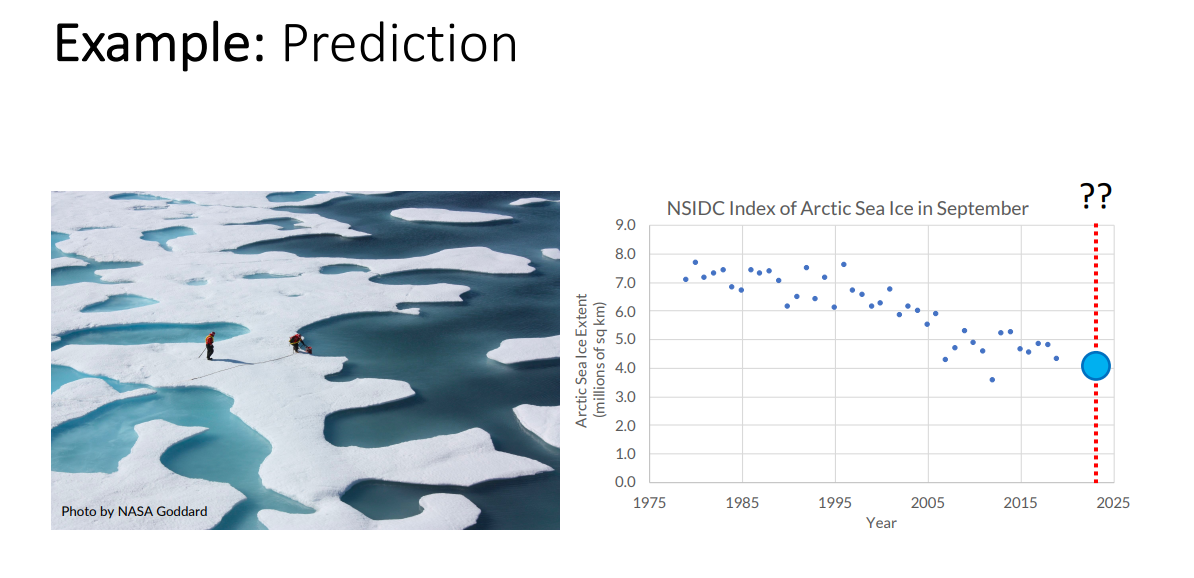 Example: Prediction
Photo by NASA Goddard
??
NSIDC Index of Arctic Sea Ice in September
Arctic Sea Ice Extent
(millions of sq km)
9.0
8.0
7.0
6.0
5.0
4.0
3.0
2.0
1.0
0.0
1975 1985 1995 2005 2015 2025
Year